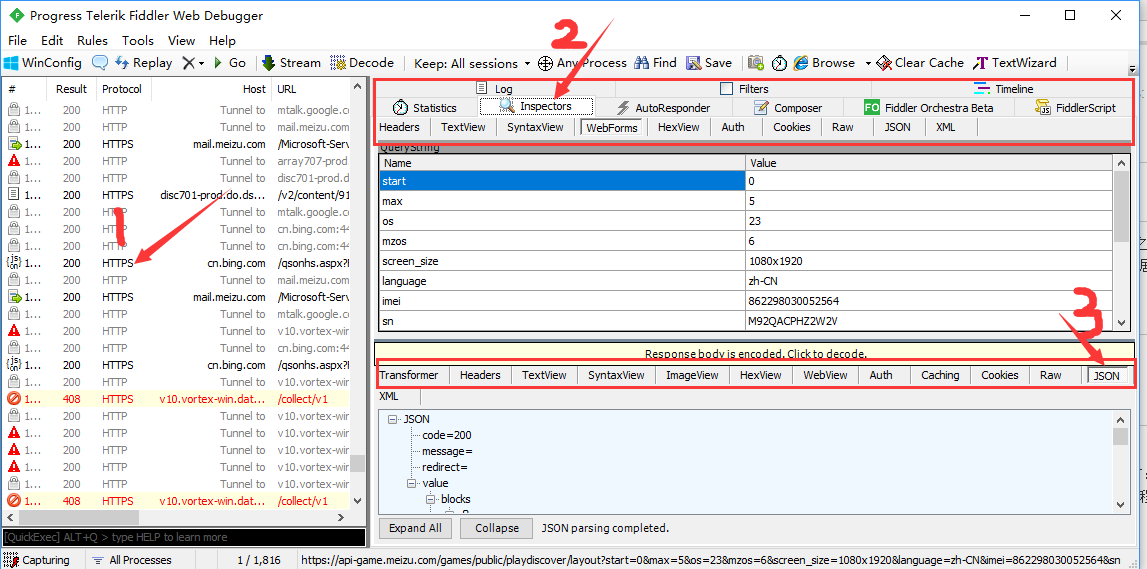 Progress Telerik Fiddler Web Debugger
File Edit Rules Tools View Help
WinConfig Replay Go Stream Decode Keep: All sessions Any Process Find Save Browse Clear Cache TextWizard
2
Log Filters Timeline
Statistics Inspectors AutoResponder Composer FO Fiddler Orchestra Beta FiddlerScript
Headers TextView SyntaxView WebForms HexView Auth Cookies Raw JSON XML
# Result Protocol Host URL
1... 200 HTTP Tunnel to mtalk.google.cc
1... 200 HTTP Tunnel to mail.meizu.com:
1... 200 HTTPS mail.meizu.com /Microsoft-Serv
1... 200 HTTP Tunnel to array707-prod.
1... 200 HTTP Tunnel to disc701-prod.dc
1... 200 HTTPS disc701-prod.do.ds... /v2/content/91
1... 200 HTTP Tunnel to mtalk.google.cc
1... 200 HTTP Tunnel to cn.bing.com:44
1... 200 HTTP Tunnel to cn.bing.com:44
1... 200 HTTPS cn.bing.com /qsonhs.aspx?l
1... 200 HTTP Tunnel to mail.meizu.com:
1... 200 HTTPS mail.meizu.com /Microsoft-Serv
1... 200 HTTP Tunnel to mtalk.google.cc
1... 200 HTTP Tunnel to v10.vortex-win
1... 200 HTTP Tunnel to cn.bing.com:44
1... 200 HTTPS cn.bing.com /qsonhs.aspx?l
1... 200 HTTP Tunnel to v10.vortex-win
1... 408 HTTPS v10.vortex-win.dat... /collect/v1
1... 200 HTTP Tunnel to v10.vortex-win
1... 200 HTTP Tunnel to v10.vortex-win
1... 200 HTTP Tunnel to v10.vortex-win
1... 200 HTTP Tunnel to v10.vortex-win
1... 200 HTTP Tunnel to v10.vortex-win
1... 408 HTTPS v10.vortex-win.dat... /collect/v1
1
[QuickExec] ALT+Q > type HELP to learn more
QueryString
Name Value
start 0
max 5
os 23
mzos 6
screen_size 1080x1920
language zh-CN
imei 862298030052564
sn M92QACPHZ2W2V
3
Response body is encoded. Click to decode.
Transformer Headers TextView SyntaxView ImageView HexView WebView Auth Caching Cookies Raw JSON
XML
JSON
code=200
message=
redirect=
value
blocks
Expand All Collapse JSON parsing completed.
Capturing All Processes 1 / 1,816 https://api-game.meizu.com/games/public/playdiscover/layout?start=0&max=5&os=23&mzos=6&screen_size=1080x1920&language=zh-CN&imei=862298030052564&sn